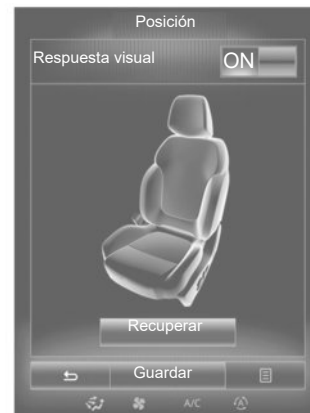 Posición
Respuesta visual ON
Recuperar
Guardar
A/C